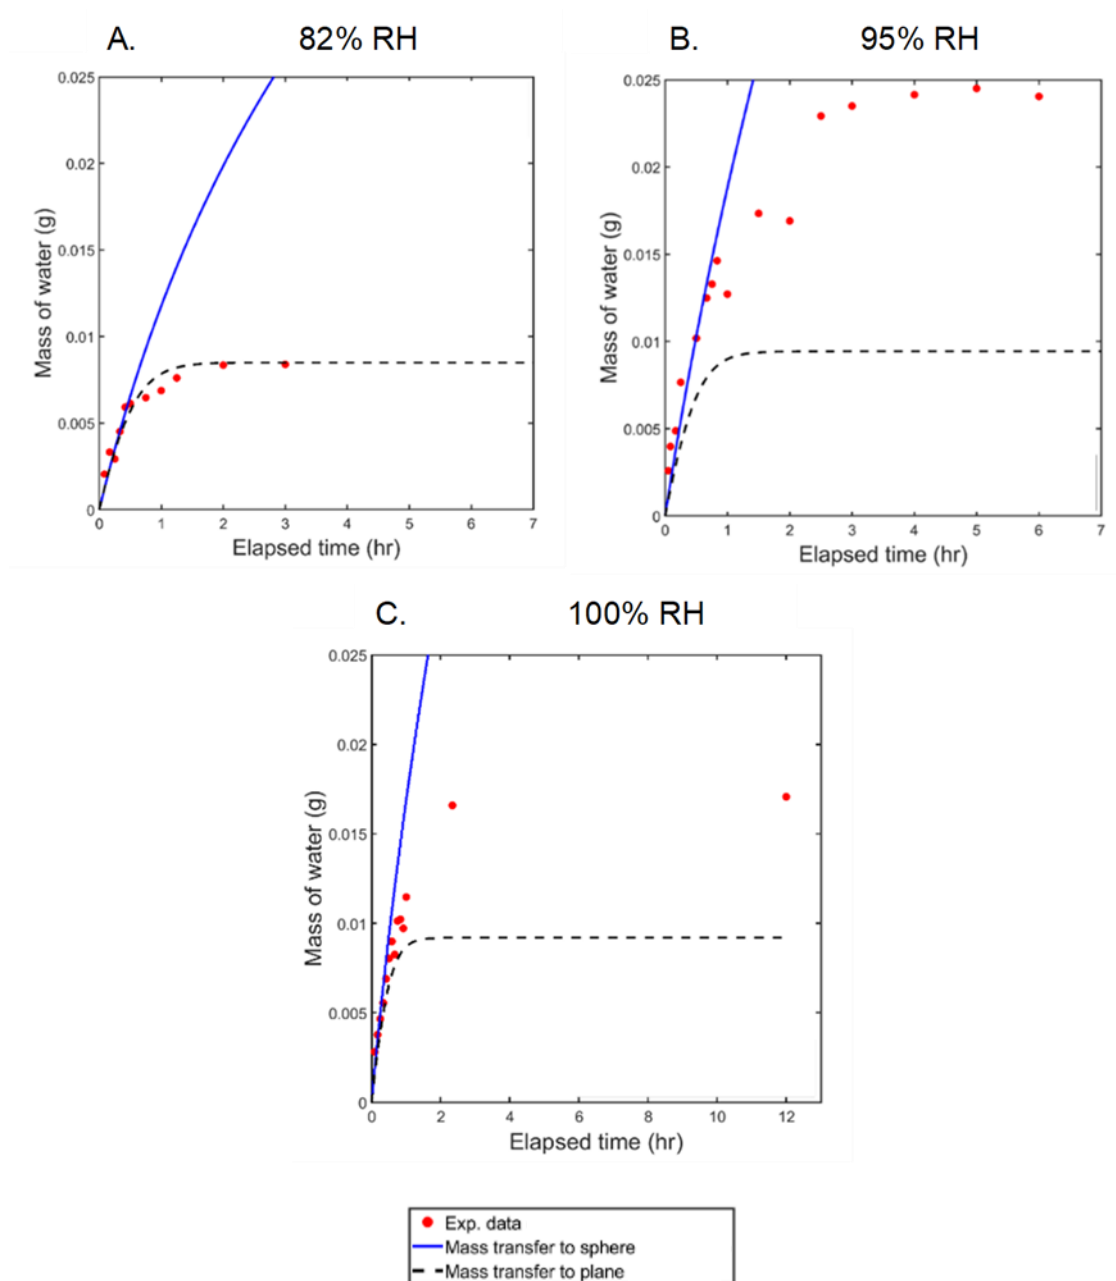 A. 82% RH
0.025
0.02
0.015
0.01
0.005
0
Mass of water (g)
0 1 2 3 4 5 6 7
Elapsed time (hr)
B. 95% RH
0.025
0.02
0.015
0.01
0.005
0
Mass of water (g)
0 1 2 3 4 5 6 7
Elapsed time (hr)
C. 100% RH
0.025
0.02
0.015
0.01
0.005
0
Mass of water (g)
0 2 4 6 8 10 12
Elapsed time (hr)
Exp. data
Mass transfer to sphere
Mass transfer to plane